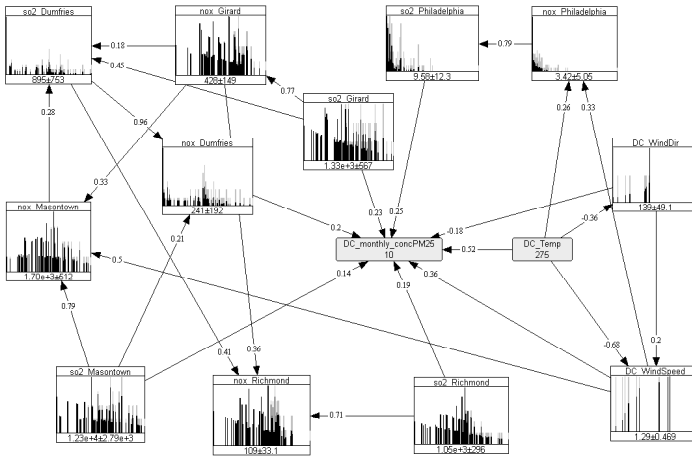 so2_Dumfries
895±753
nox_Girard
428±149
so2_Philadelphia
9.58±12.3
nox_Philadelphia
3.42±5.05
0.18
0.45
0.79
0.77
so2_Girard
1.33e+3±567
0.28
0.96
0.26
0.33
nox_Dumfries
241±192
DC_WindDir
139±49.1
0.33
nox_Masontown
1.70e+3±512
0.21
0.23
0.25
0.2
-0.18
-0.36
DC_monthly_concPM25
10
0.52
DC_Temp
275
0.5
0.14
0.19
0.36
0.79
0.2
-0.68
0.41
0.36
so2_Masontown
1.23e+4±2.79e+3
nox_Richmond
109±33.1
0.71
so2_Richmond
1.05e+3±296
DC_WindSpeed
1.29±0.469